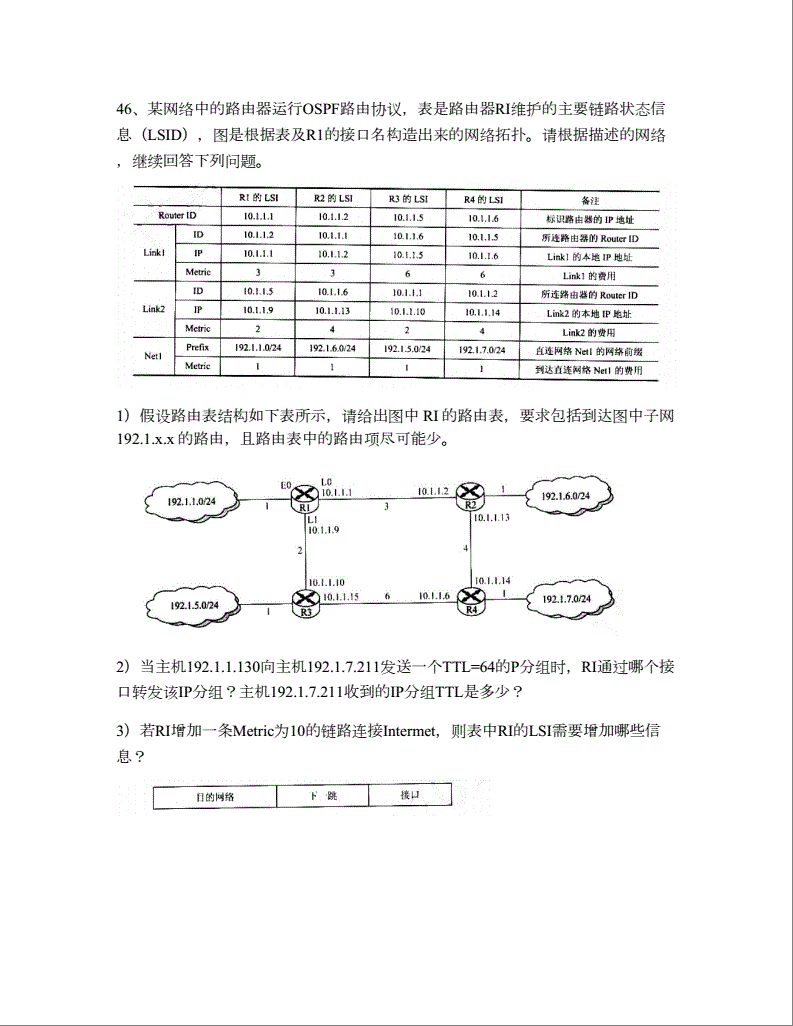 46、某网络中的路由器运行OSPF路由协议，表是路由器RI维护的主要链路状态信
息（LSID），图是根据表及R1的接口名构造出来的网络拓扑。请根据描述的网络
，继续回答下列问题。
R1 的 LSI R2 的 LSI R3 的 LSI R4 的 LSI 备注
Router ID 10.1.1.1 10.1.1.2 10.1.1.5 10.1.1.6 标识路由器的 IP 地址
Link1 ID 10.1.1.2 10.1.1.1 10.1.1.6 10.1.1.5 所连路由器的 Router ID
IP 10.1.1.1 10.1.1.2 10.1.1.5 10.1.1.6 Link1 的本地 IP 地址
Metric 3 3 6 6 Link1 的费用
Link2 ID 10.1.1.5 10.1.1.6 10.1.1.1 10.1.1.2 所连路由器的 Router ID
IP 10.1.1.9 10.1.1.13 10.1.1.10 10.1.1.14 Link2 的本地 IP 地址
Metric 2 4 2 4 Link2 的费用
Net1 Prefix 192.1.1.0/24 192.1.6.0/24 192.1.5.0/24 192.1.7.0/24 直连网络 Net1 的网络前缀
Metric 1 1 1 1 到达直连网络 Net1 的费用
1）假设路由表结构如下表所示，请给出图中 RI 的路由表，要求包括到达图中子网
192.1.x.x 的路由，且路由表中的路由项尽可能少。
192.1.1.0/24 1 E0 R1 L0 10.1.1.1 3 10.1.1.2 R2 1 192.1.6.0/24
L1 10.1.1.9 10.1.1.13
2 4
10.1.1.10 10.1.1.14
192.1.5.0/24 1 R3 10.1.1.15 6 10.1.1.6 R4 1 192.1.7.0/24
2）当主机192.1.1.130向主机192.1.7.211发送一个TTL=64的P分组时，RI通过哪个接
口转发该IP分组？主机192.1.7.211收到的IP分组TTL是多少？
3）若RI增加一条Metric为10的链路连接Intermet，则表中RI的LSI需要增加哪些信
息？
目的网络 下 跳 接口